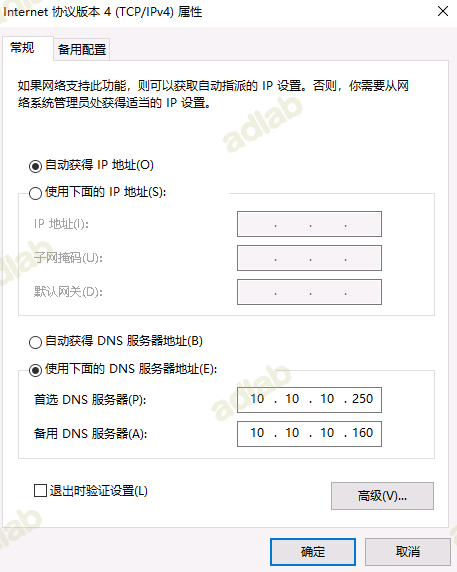 Internet 协议版本 4 (TCP/IPv4) 属性
常规 备用配置
如果网络支持此功能，则可以获取自动指派的 IP 设置。否则，你需要从网
络系统管理员处获得适当的 IP 设置。
自动获得 IP 地址(O)
使用下面的 IP 地址(S):
IP 地址(I):
子网掩码(U):
默认网关(D):
自动获得 DNS 服务器地址(B)
使用下面的 DNS 服务器地址(E):
首选 DNS 服务器(P): 10 . 10 . 10 . 250
备用 DNS 服务器(A): 10 . 10 . 10 . 160
退出时验证设置(L)
高级(V)...
确定 取消
adlab
adlab
adlab
adlab
adlab